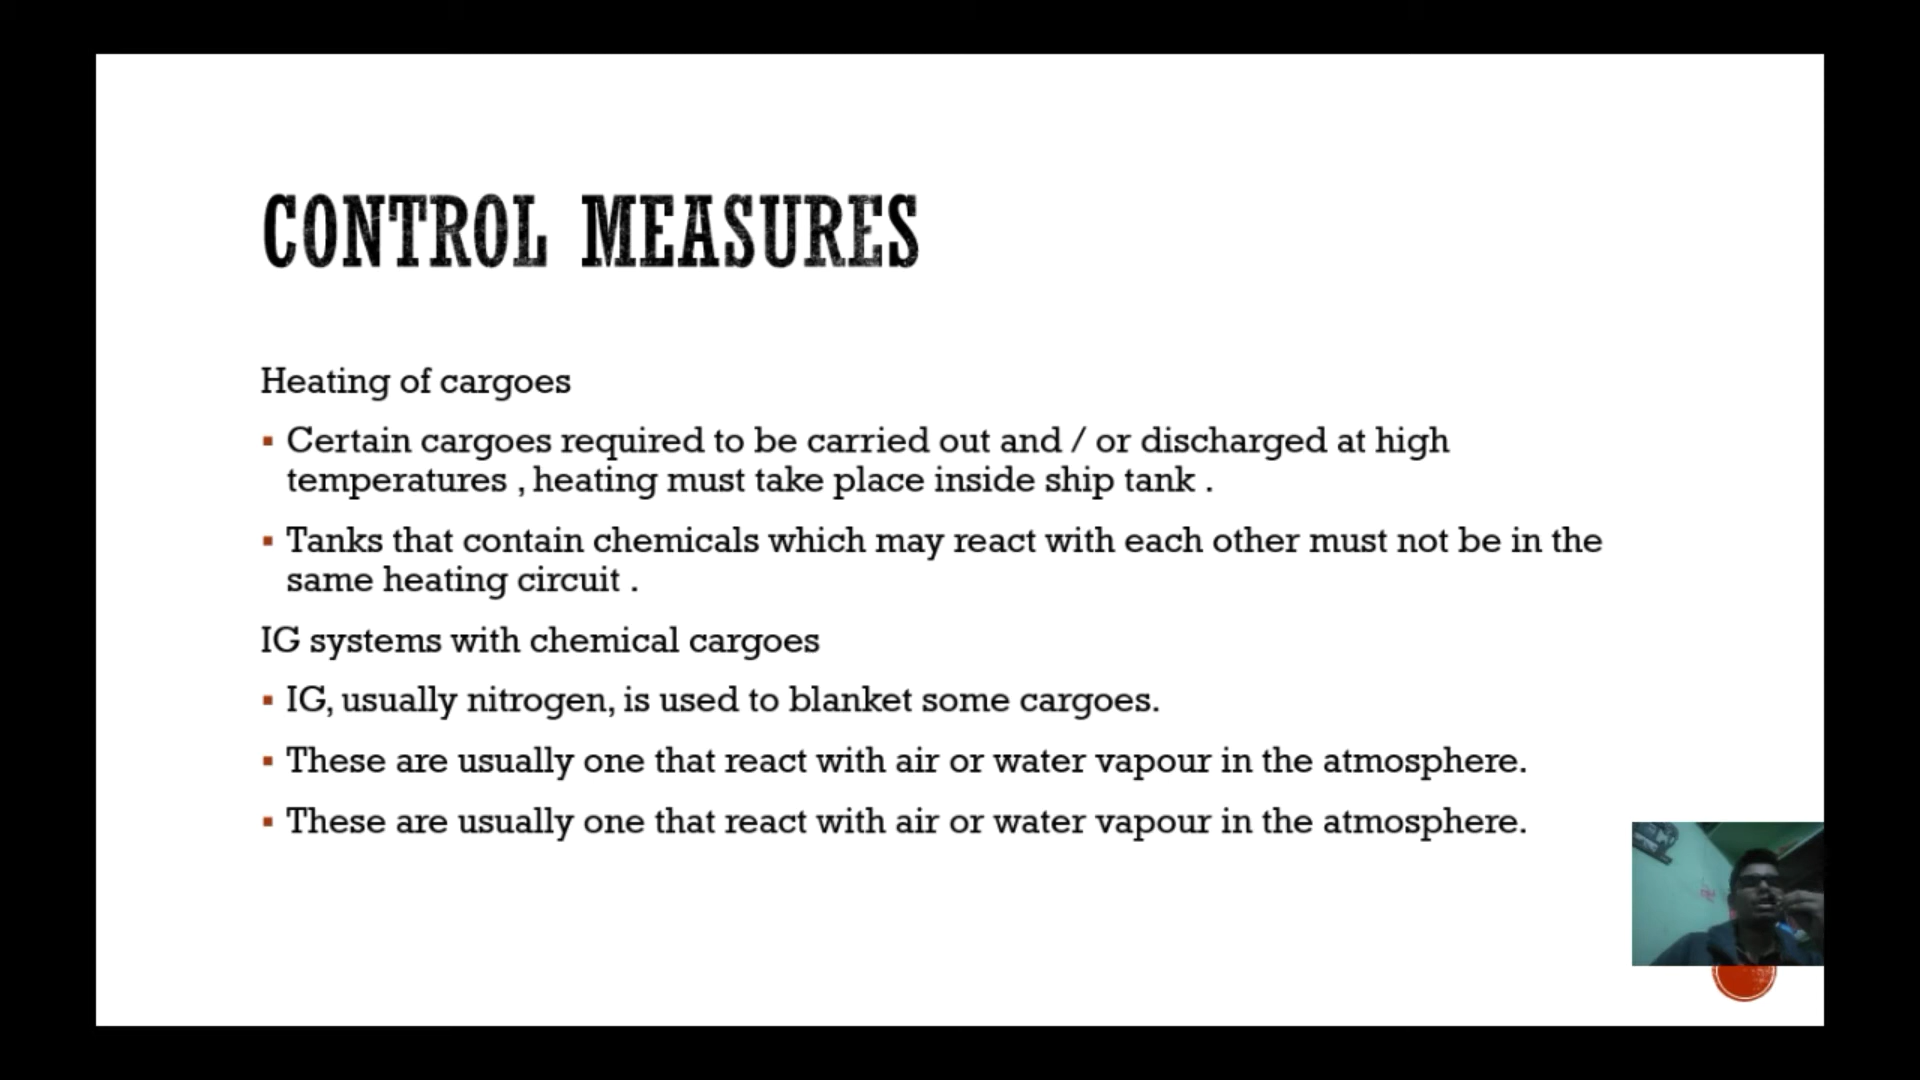 CONTROL MEASURES
Heating of cargoes
▪ Certain cargoes required to be carried out and / or discharged at high
temperatures , heating must take place inside ship tank .
▪ Tanks that contain chemicals which may react with each other must not be in the
same heating circuit .
IG systems with chemical cargoes
▪ IG, usually nitrogen, is used to blanket some cargoes.
▪ These are usually one that react with air or water vapour in the atmosphere.
▪ These are usually one that react with air or water vapour in the atmosphere.